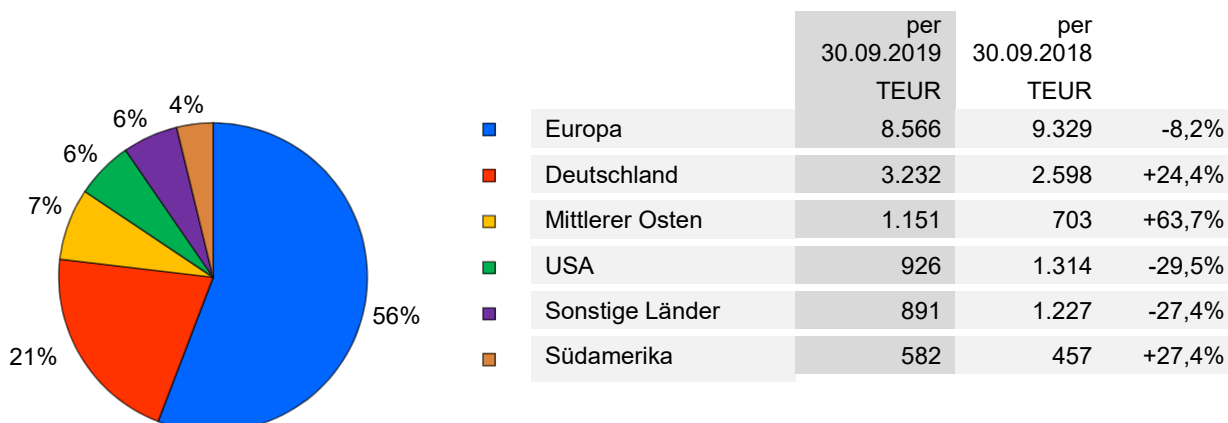 per per
30.09.2019 30.09.2018
TEUR TEUR
4%
6%
6%
7%
21%
56%
Europa 8.566 9.329 -8,2%
Deutschland 3.232 2.598 +24,4%
Mittlerer Osten 1.151 703 +63,7%
USA 926 1.314 -29,5%
Sonstige Länder 891 1.227 -27,4%
Südamerika 582 457 +27,4%